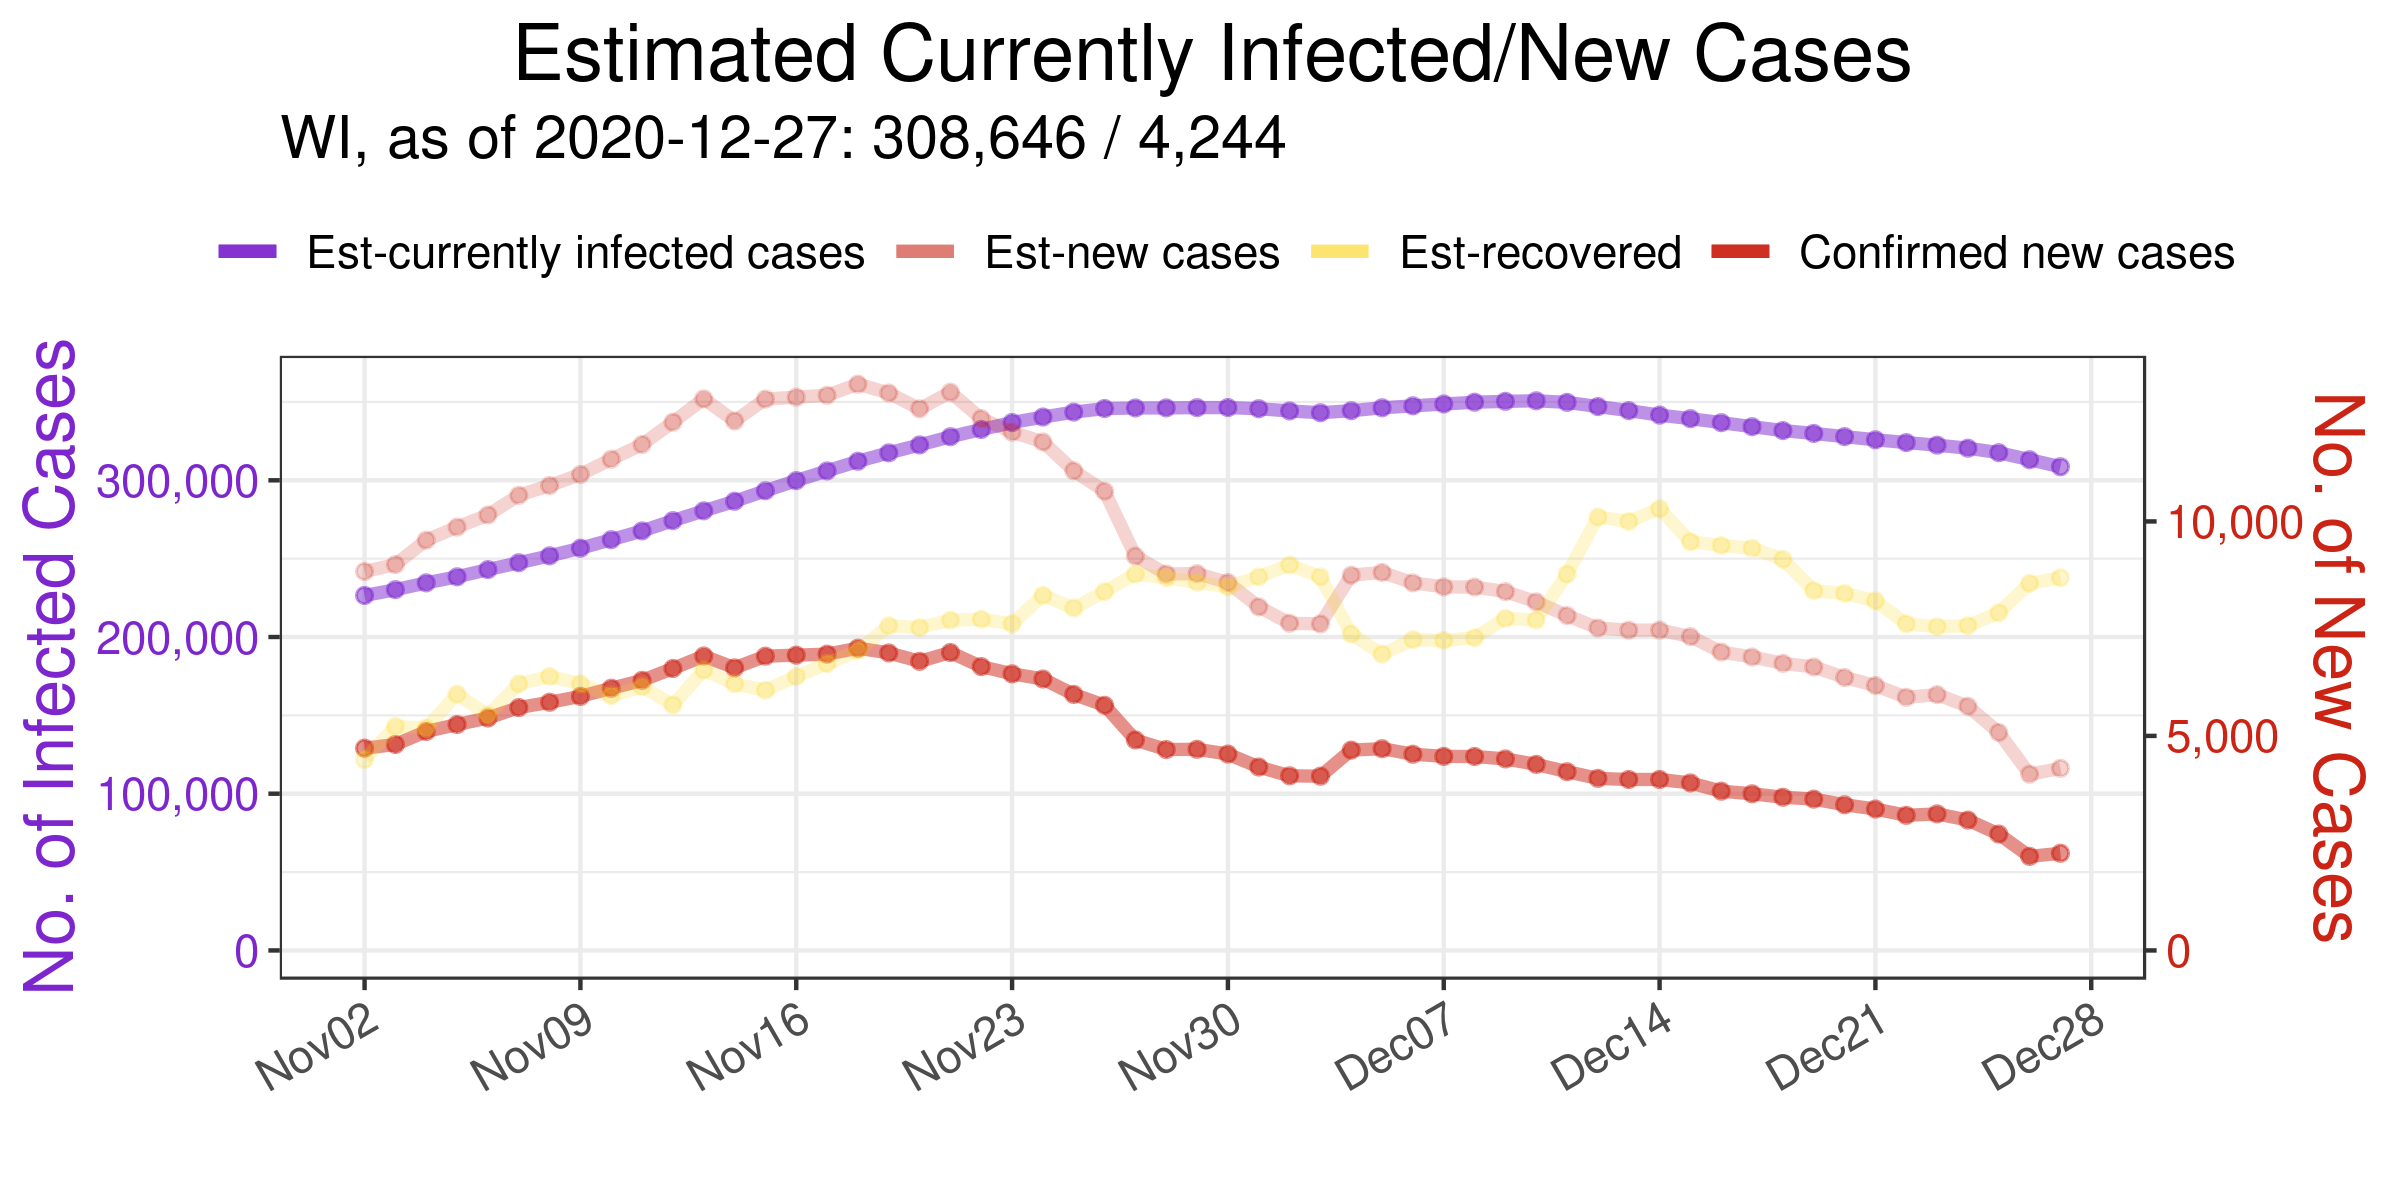 Estimated Currently Infected/New Cases
WI, as of 2020-12-27: 308,646 / 4,244
Est-currently infected cases Est-new cases Est-recovered Confirmed new cases
No. of Infected Cases
300,000
200,000
100,000
0
10,000
5,000
0
No. of New Cases
Nov02 Nov09 Nov16 Nov23 Nov30 Dec07 Dec14 Dec21 Dec28